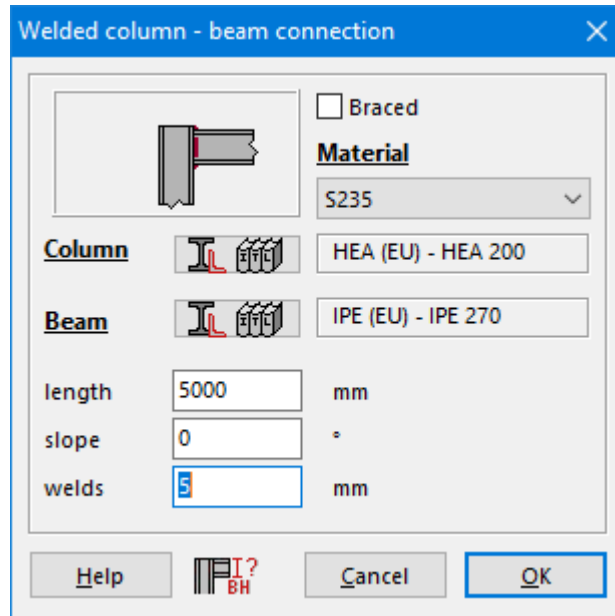 Welded column - beam connection
Braced
Material
S235
Column
HEA (EU) - HEA 200
Beam
IPE (EU) - IPE 270
length 5000 mm
slope 0 °
welds 5 mm
Help I? BH Cancel OK